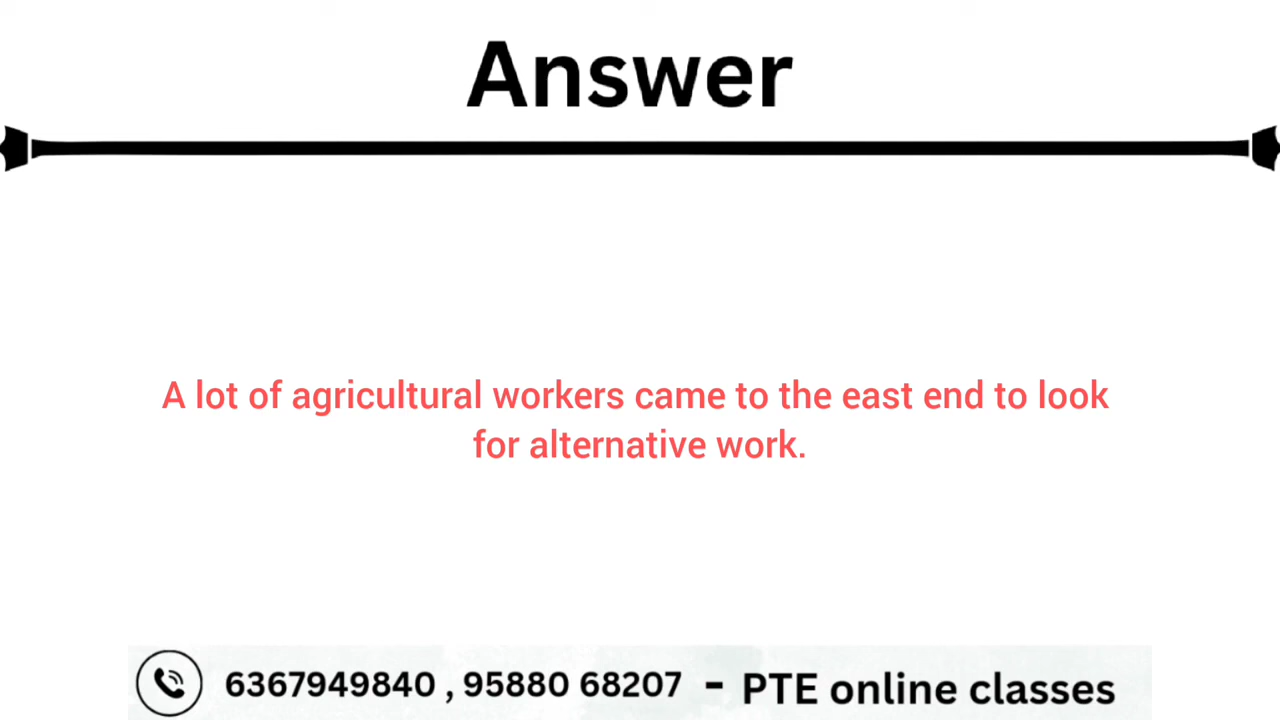 Answer
A lot of agricultural workers came to the east end to look
for alternative work.
6367949840 , 95880 68207 - PTE online classes